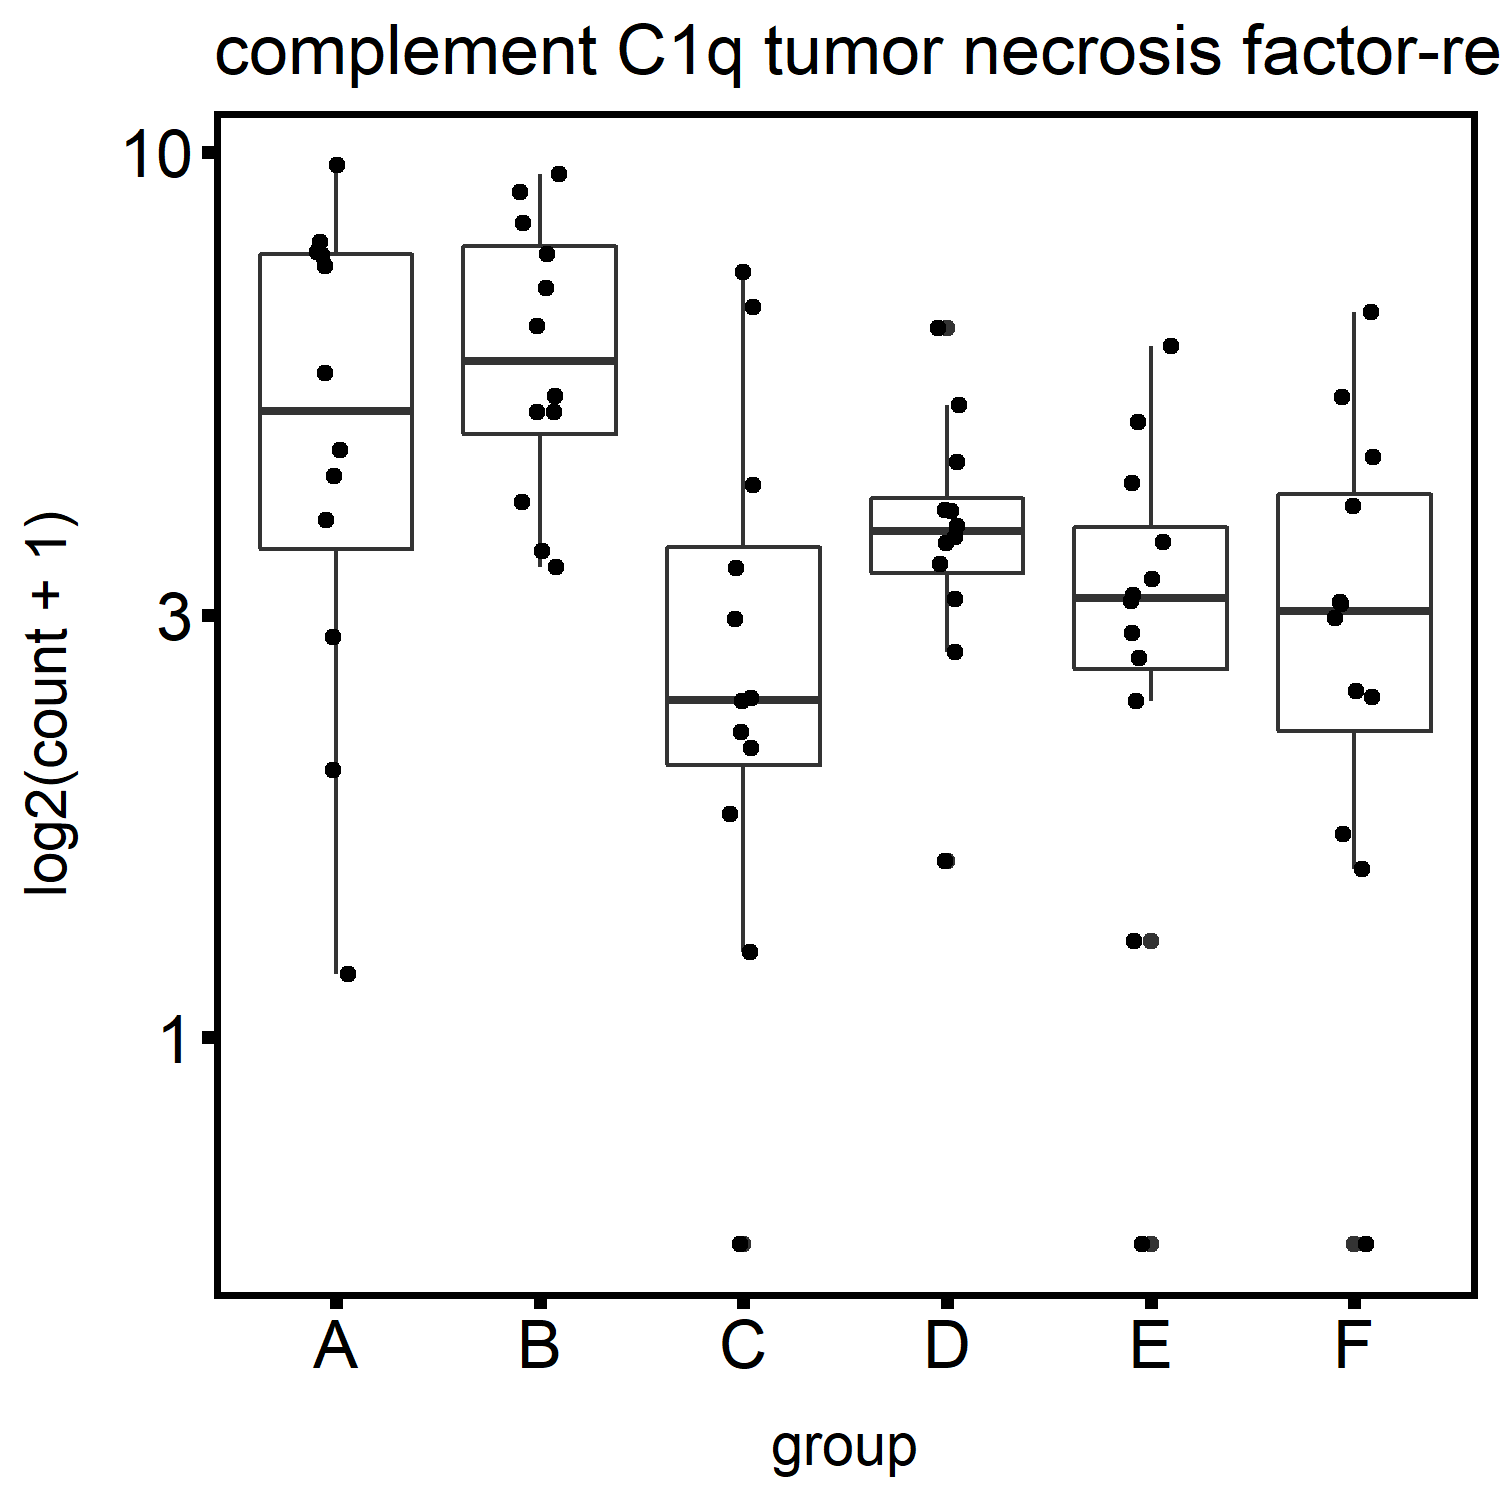 complement C1q tumor necrosis factor-re
10
3
1
log2(count + 1)
A B C D E F
group